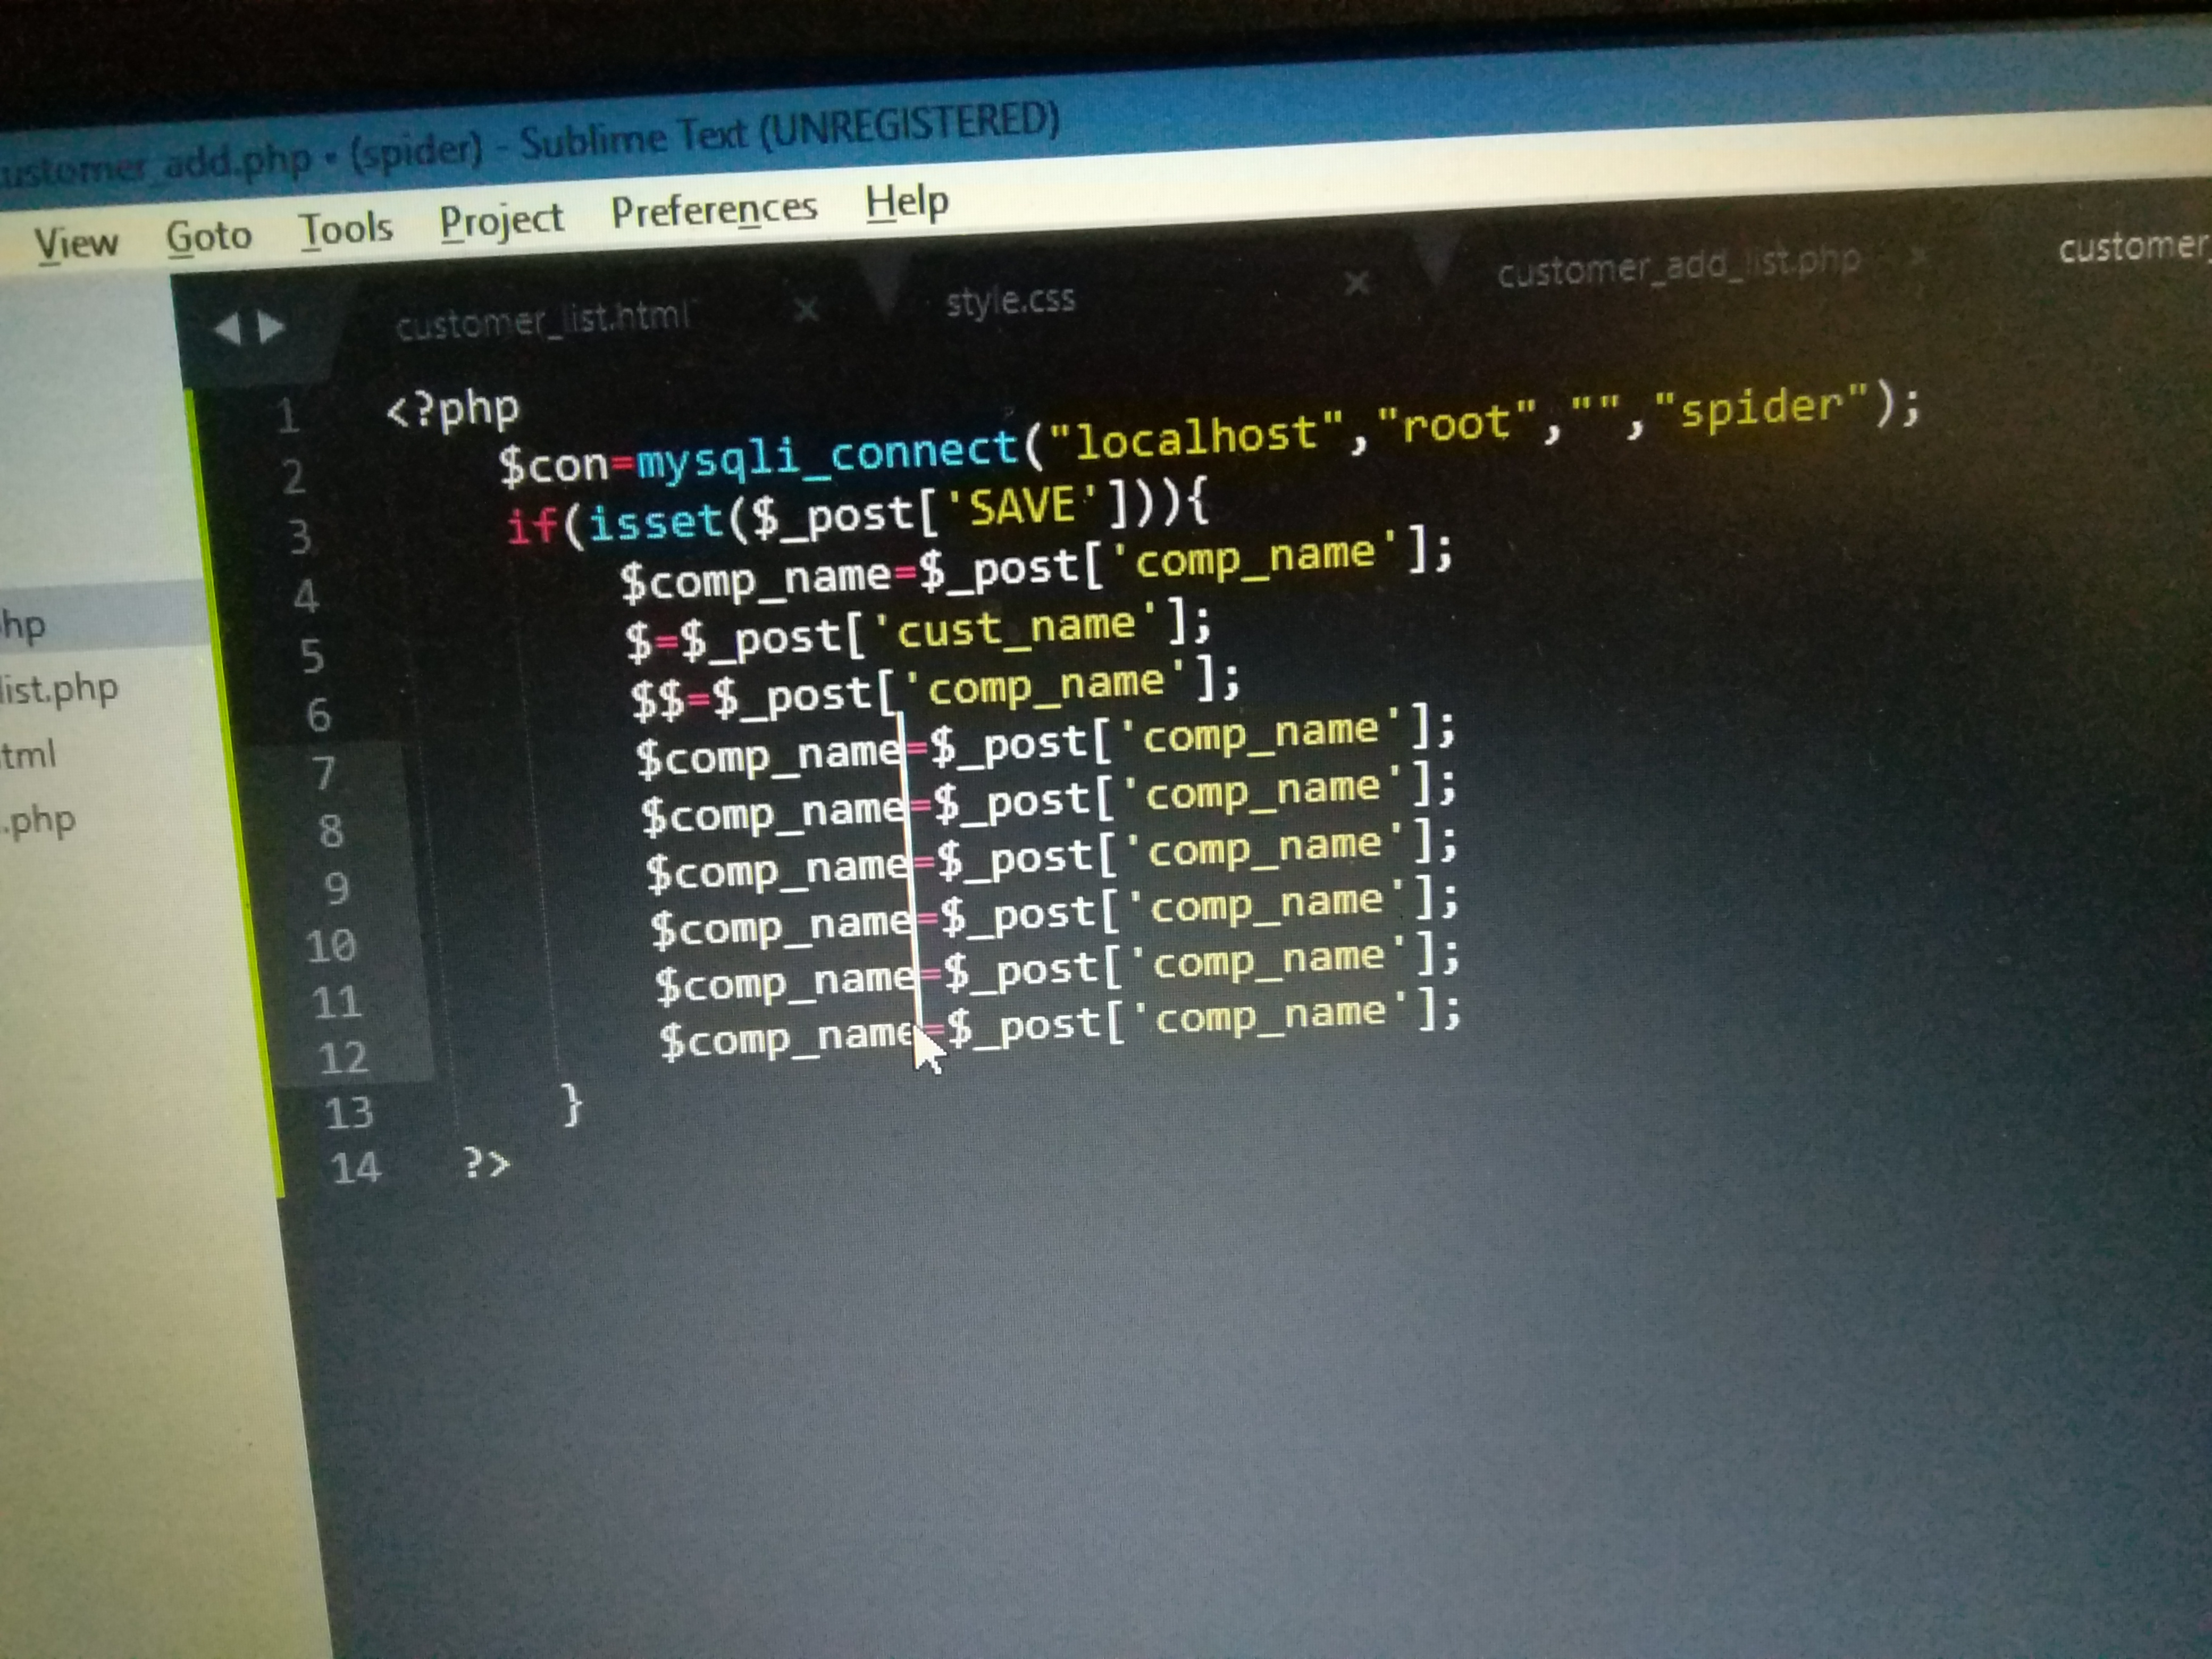 ustomer_add.php • (spider) - Sublime Text (UNREGISTERED)
View Goto Tools Project Preferences Help
customer_list.html × style.css × customer_add_list.php × customer_
hp
list.php
tml
.php
1 <?php
2 $con=mysqli_connect("localhost","root","","spider");
3 if(isset($_post['SAVE'])){
4 $comp_name=$_post['comp_name'];
5 $=$_post['cust_name'];
6 $$=$_post['comp_name'];
7 $comp_name=$_post['comp_name'];
8 $comp_name=$_post['comp_name'];
9 $comp_name=$_post['comp_name'];
10 $comp_name=$_post['comp_name'];
11 $comp_name=$_post['comp_name'];
12 $comp_name=$_post['comp_name'];
13 }
14 ?>